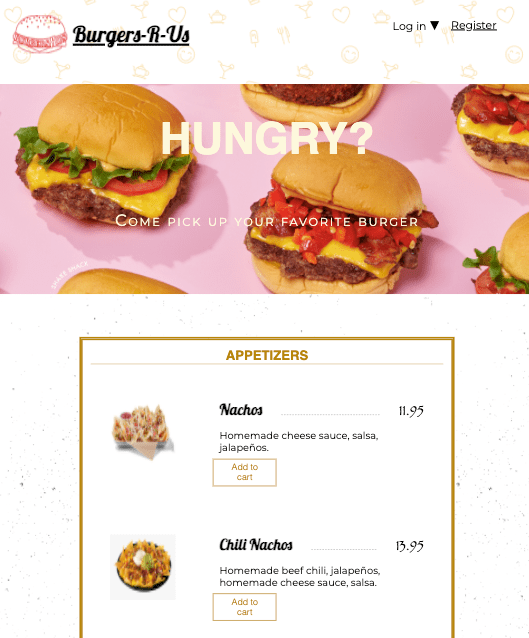 Burgers-R-Us
Log in ▼ Register
HUNGRY?
Come pick up your favorite burger
SHAKE SHACK
APPETIZERS
Nachos 11.95
Homemade cheese sauce, salsa,
jalapeños.
Add to
cart
Chili Nachos 13.95
Homemade beef chili, jalapeños,
homemade cheese sauce, salsa.
Add to
cart